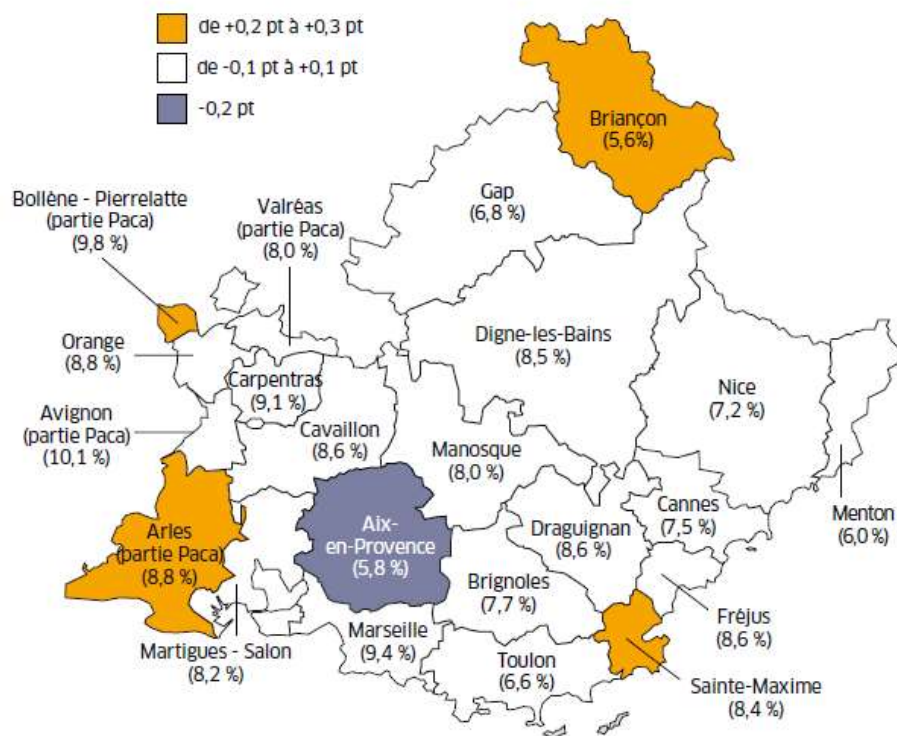 de +0,2 pt à +0,3 pt
de -0,1 pt à +0,1 pt
-0,2 pt
Briançon
(5,6%)
Gap
(6,8 %)
Bollène - Pierrelatte
(partie Paca)
(9,8 %)
Valréas
(partie Paca)
(8,0 %)
Orange
(8,8 %)
Digne-les-Bains
(8,5 %)
Carpentras
(9,1 %)
Nice
(7,2 %)
Avignon
(partie Paca)
(10,1 %)
Cavaillon
(8,6 %)
Manosque
(8,0 %)
Menton
(6,0 %)
Cannes
(7,5 %)
Draguignan
(8,6 %)
Arles
(partie Paca)
(8,8 %)
Aix-
en-Provence
(5,8 %)
Brignoles
(7,7 %)
Fréjus
(8,6 %)
Marseille
(9,4 %)
Martigues - Salon
(8,2 %)
Toulon
(6,6 %)
Sainte-Maxime
(8,4 %)